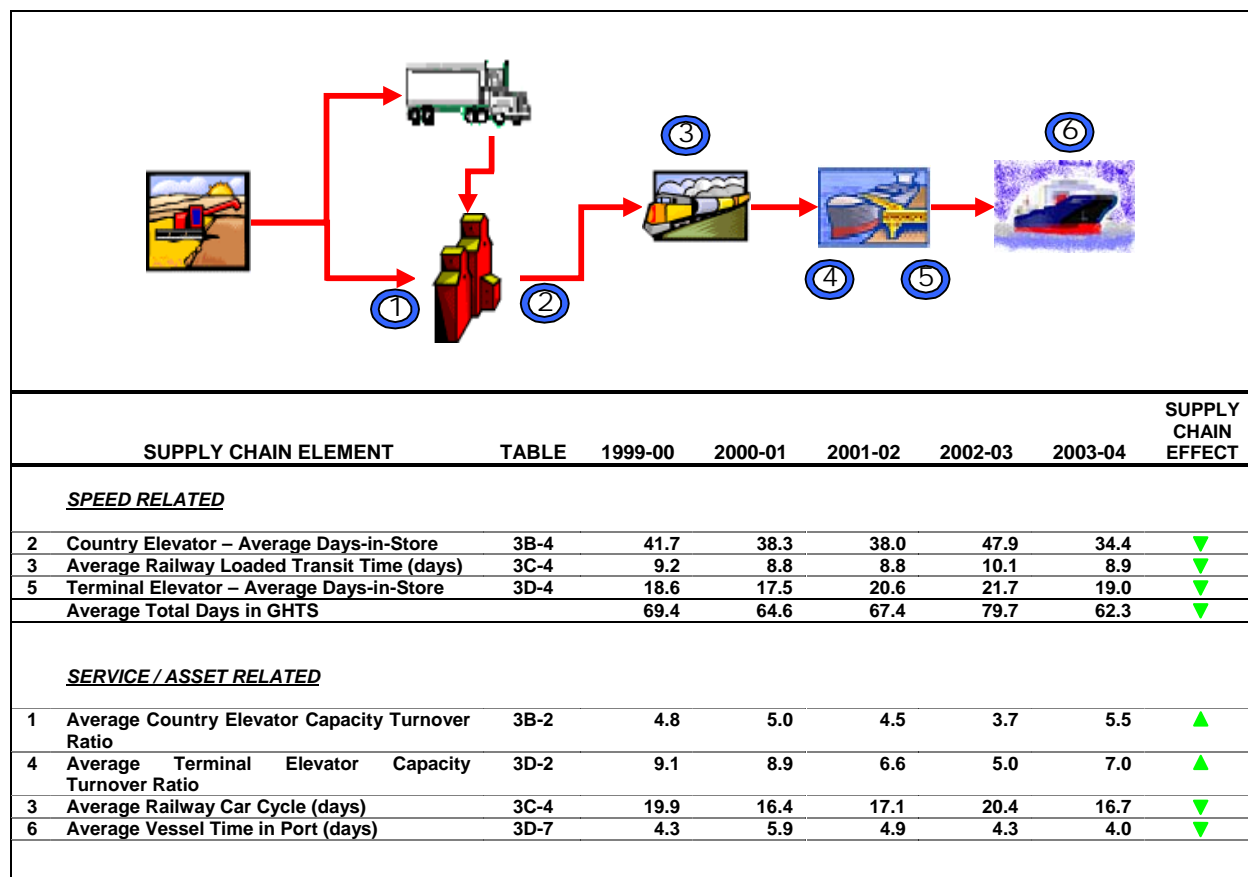 3
6
4
5
1
2
SUPPLY
CHAIN
SUPPLY CHAIN ELEMENT TABLE 1999-00 2000-01 2001-02 2002-03 2003-04 EFFECT
SPEED RELATED
2 Country Elevator – Average Days-in-Store 3B-4 41.7 38.3 38.0 47.9 34.4 ▼
3 Average Railway Loaded Transit Time (days) 3C-4 9.2 8.8 8.8 10.1 8.9 ▼
5 Terminal Elevator – Average Days-in-Store 3D-4 18.6 17.5 20.6 21.7 19.0 ▼
Average Total Days in GHTS 69.4 64.6 67.4 79.7 62.3 ▼
SERVICE / ASSET RELATED
1 Average Country Elevator Capacity Turnover 3B-2 4.8 5.0 4.5 3.7 5.5 ▲
Ratio
4 Average Terminal Elevator Capacity 3D-2 9.1 8.9 6.6 5.0 7.0 ▲
Turnover Ratio
3 Average Railway Car Cycle (days) 3C-4 19.9 16.4 17.1 20.4 16.7 ▼
6 Average Vessel Time in Port (days) 3D-7 4.3 5.9 4.9 4.3 4.0 ▼